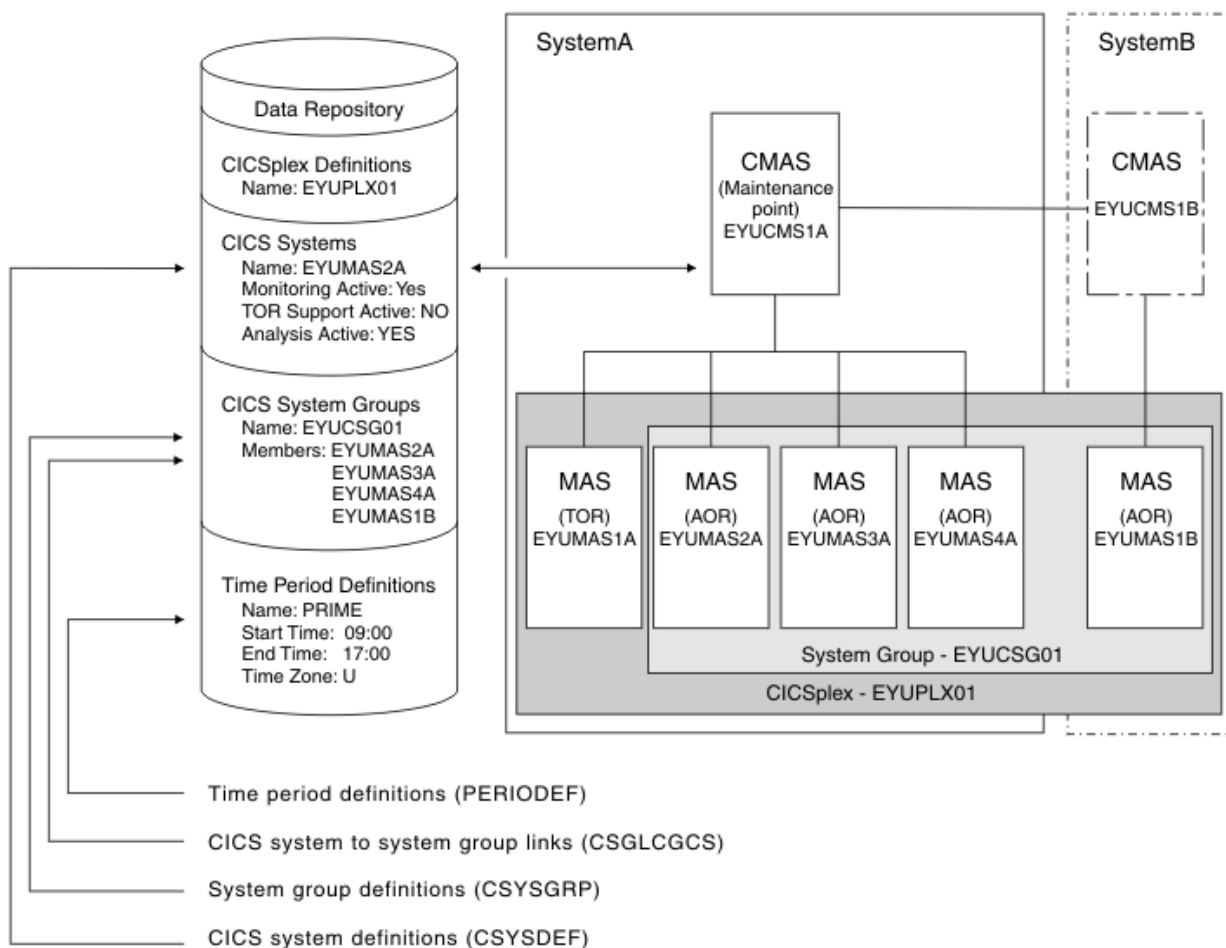 Data Repository
CICSplex Definitions
Name: EYUPLX01
CICS Systems
Name: EYUMAS2A
Monitoring Active: Yes
TOR Support Active: NO
Analysis Active: YES
CICS System Groups
Name: EYUCSG01
Members: EYUMAS2A
EYUMAS3A
EYUMAS4A
EYUMAS1B
Time Period Definitions
Name: PRIME
Start Time: 09:00
End Time: 17:00
Time Zone: U
SystemA
CMAS
(Maintenance
point)
EYUCMS1A
SystemB
CMAS
EYUCMS1B
MAS
(TOR)
EYUMAS1A
MAS
(AOR)
EYUMAS2A
MAS
(AOR)
EYUMAS3A
MAS
(AOR)
EYUMAS4A
MAS
(AOR)
EYUMAS1B
System Group - EYUCSG01
CICSplex - EYUPLX01
Time period definitions (PERIODEF)
CICS system to system group links (CSGLCGCS)
System group definitions (CSYSGRP)
CICS system definitions (CSYSDEF)